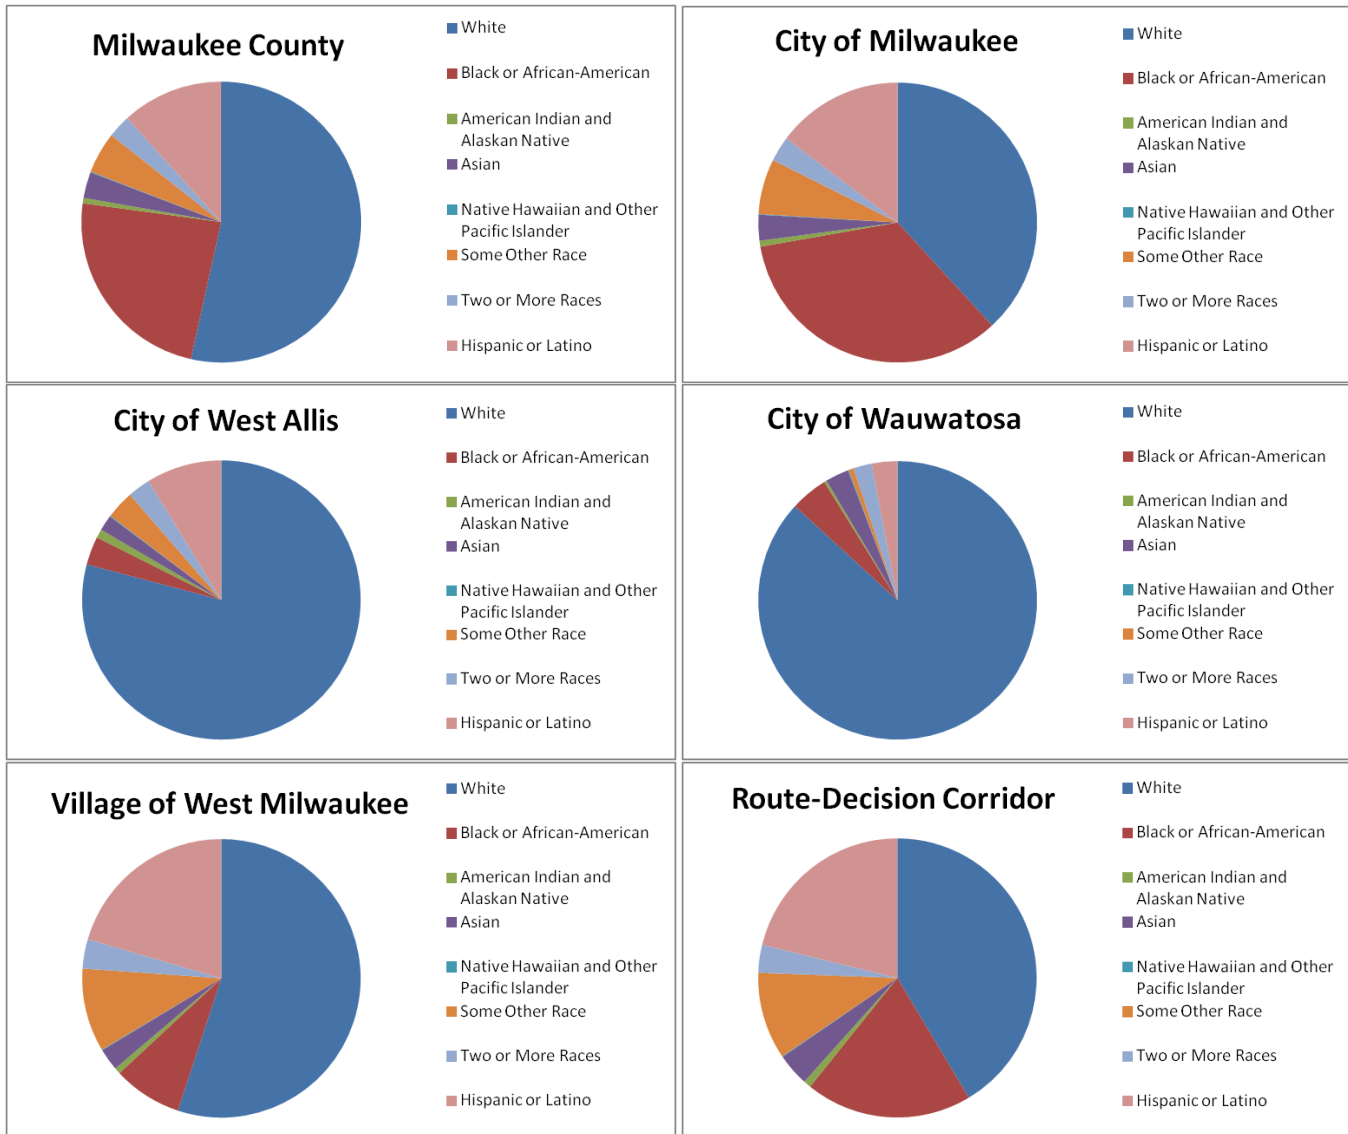 Milwaukee County
White
Black or African-American
American Indian and
Alaskan Native
Asian
Native Hawaiian and Other
Pacific Islander
Some Other Race
Two or More Races
Hispanic or Latino
City of Milwaukee
White
Black or African-American
American Indian and
Alaskan Native
Asian
Native Hawaiian and Other
Pacific Islander
Some Other Race
Two or More Races
Hispanic or Latino
City of West Allis
White
Black or African-American
American Indian and
Alaskan Native
Asian
Native Hawaiian and Other
Pacific Islander
Some Other Race
Two or More Races
Hispanic or Latino
City of Wauwatosa
White
Black or African-American
American Indian and
Alaskan Native
Asian
Native Hawaiian and Other
Pacific Islander
Some Other Race
Two or More Races
Hispanic or Latino
Village of West Milwaukee
White
Black or African-American
American Indian and
Alaskan Native
Asian
Native Hawaiian and Other
Pacific Islander
Some Other Race
Two or More Races
Hispanic or Latino
Route-Decision Corridor
White
Black or African-American
American Indian and
Alaskan Native
Asian
Native Hawaiian and Other
Pacific Islander
Some Other Race
Two or More Races
Hispanic or Latino